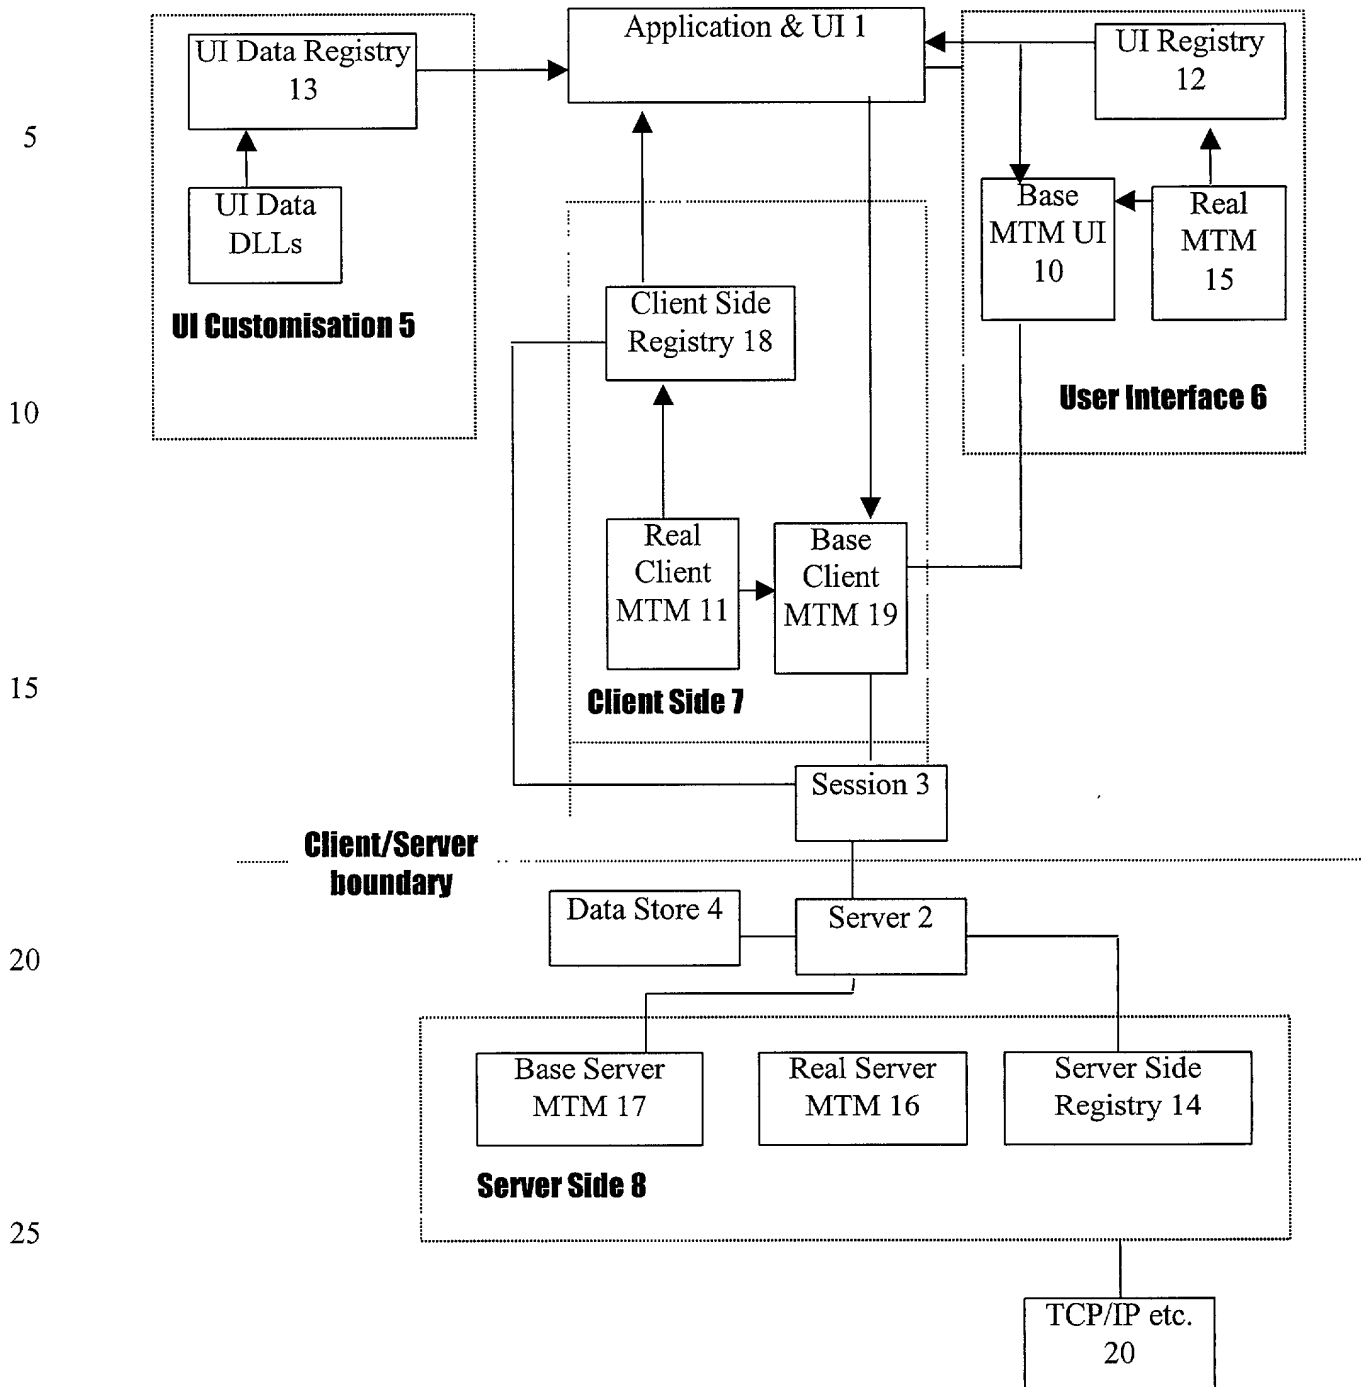 UI Data Registry
13
Application & UI 1
UI Registry
12
5
UI Data
DLLs
Base
MTM UI
10
Real
MTM
15
UI Customisation 5
Client Side
Registry 18
User Interface 6
10
Real
Client
MTM 11
Base
Client
MTM 19
15
Client Side 7
Session 3
Client/Server
boundary
Data Store 4
Server 2
20
Base Server
MTM 17
Real Server
MTM 16
Server Side
Registry 14
Server Side 8
25
TCP/IP etc.
20